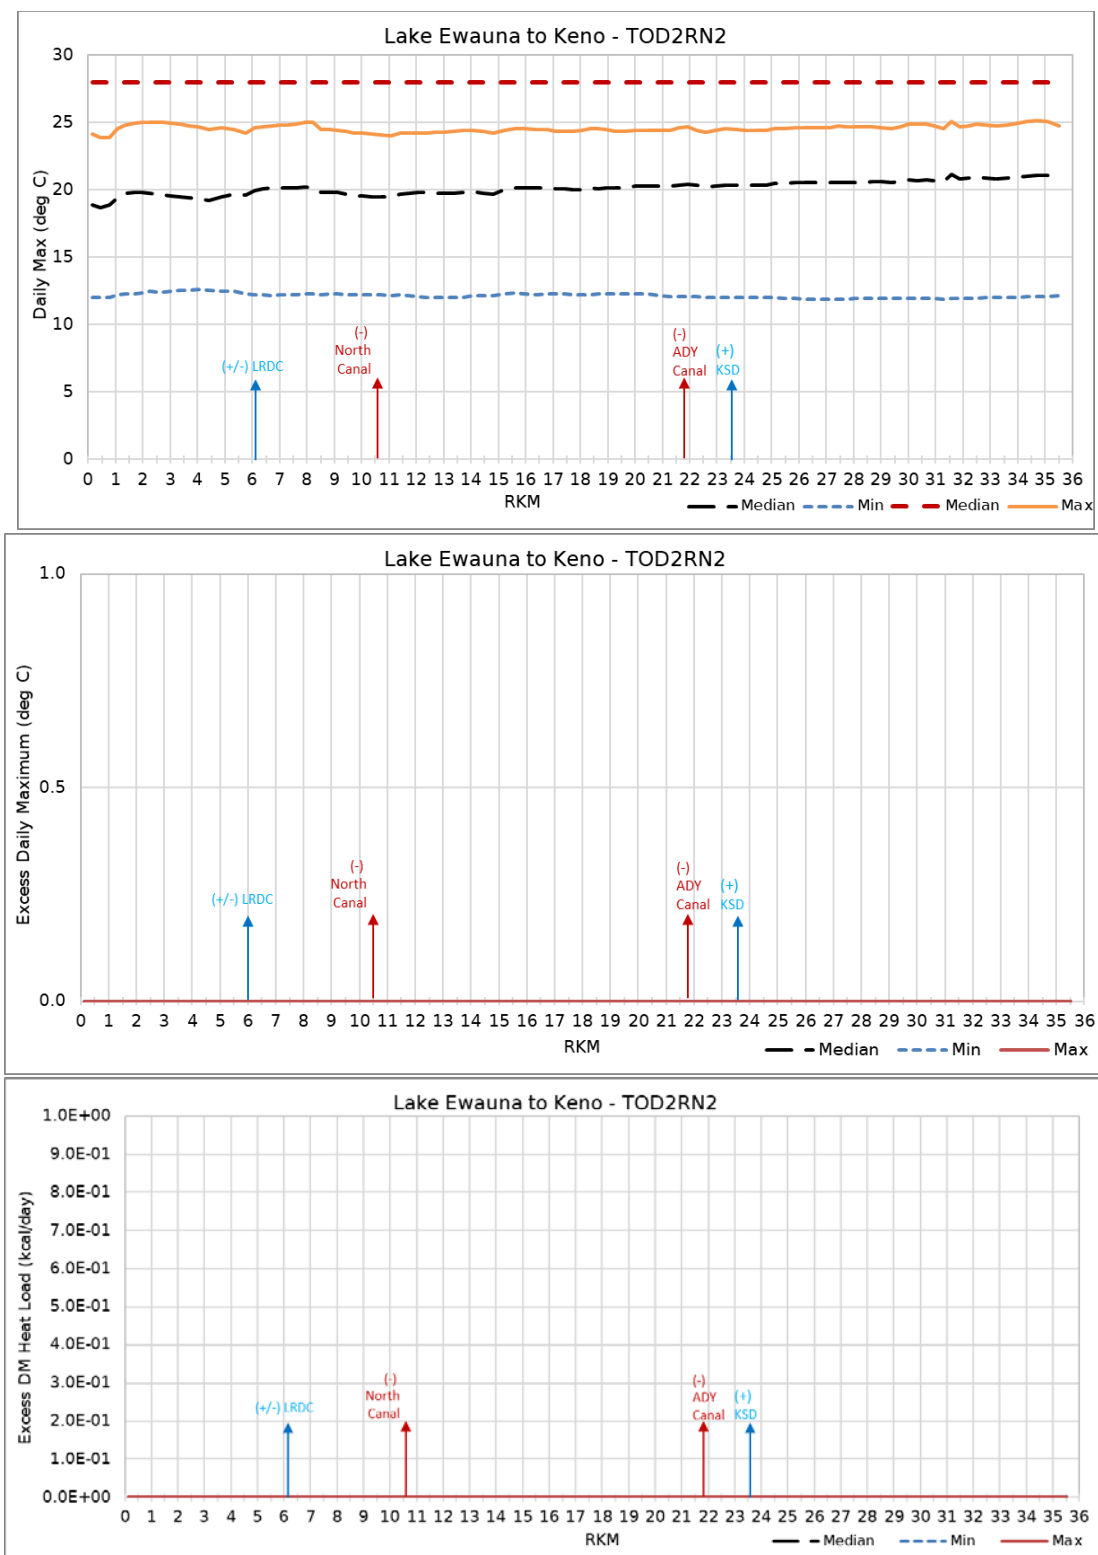 Lake Ewauna to Keno - TOD2RN2
30
25
20
15
10
5
0
Daily Max (deg C)
(+/-) LRDC
(-)
North
Canal
(-)
ADY
Canal
(+)
KSD
0 1 2 3 4 5 6 7 8 9 10 11 12 13 14 15 16 17 18 19 20 21 22 23 24 25 26 27 28 29 30 31 32 33 34 35 36
RKM
Median Min Median Max
Lake Ewauna to Keno - TOD2RN2
1.0
0.5
0.0
Excess Daily Maximum (deg C)
(+/-) LRDC
(-)
North
Canal
(-)
ADY
Canal
(+)
KSD
0 1 2 3 4 5 6 7 8 9 10 11 12 13 14 15 16 17 18 19 20 21 22 23 24 25 26 27 28 29 30 31 32 33 34 35 36
RKM
Median Min Max
Lake Ewauna to Keno - TOD2RN2
1.0E+00
9.0E-01
8.0E-01
7.0E-01
6.0E-01
5.0E-01
4.0E-01
3.0E-01
2.0E-01
1.0E-01
0.0E+00
Excess DM Heat Load (kcal/day)
(+/-) LRDC
(-)
North
Canal
(-)
ADY
Canal
(+)
KSD
0 1 2 3 4 5 6 7 8 9 10 11 12 13 14 15 16 17 18 19 20 21 22 23 24 25 26 27 28 29 30 31 32 33 34 35 36
RKM
Median Min Max